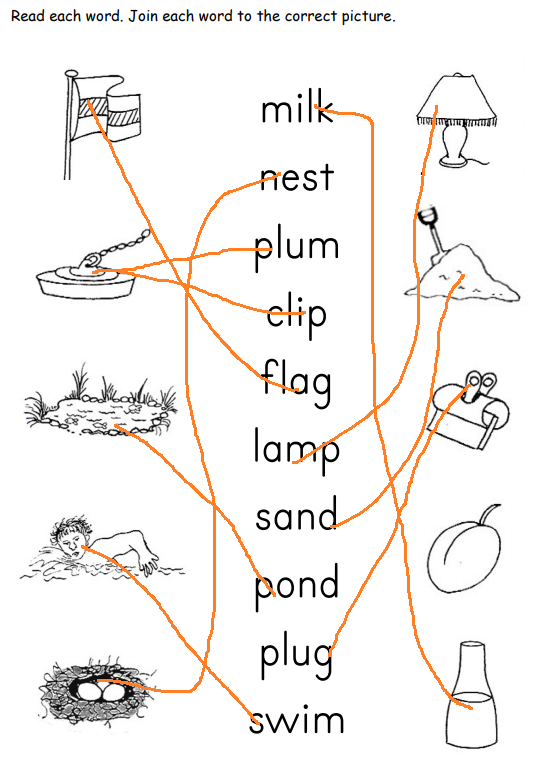 Read each word. Join each word to the correct picture.
milk
nest
plum
clip
flag
lamp
sand
pond
plug
swim